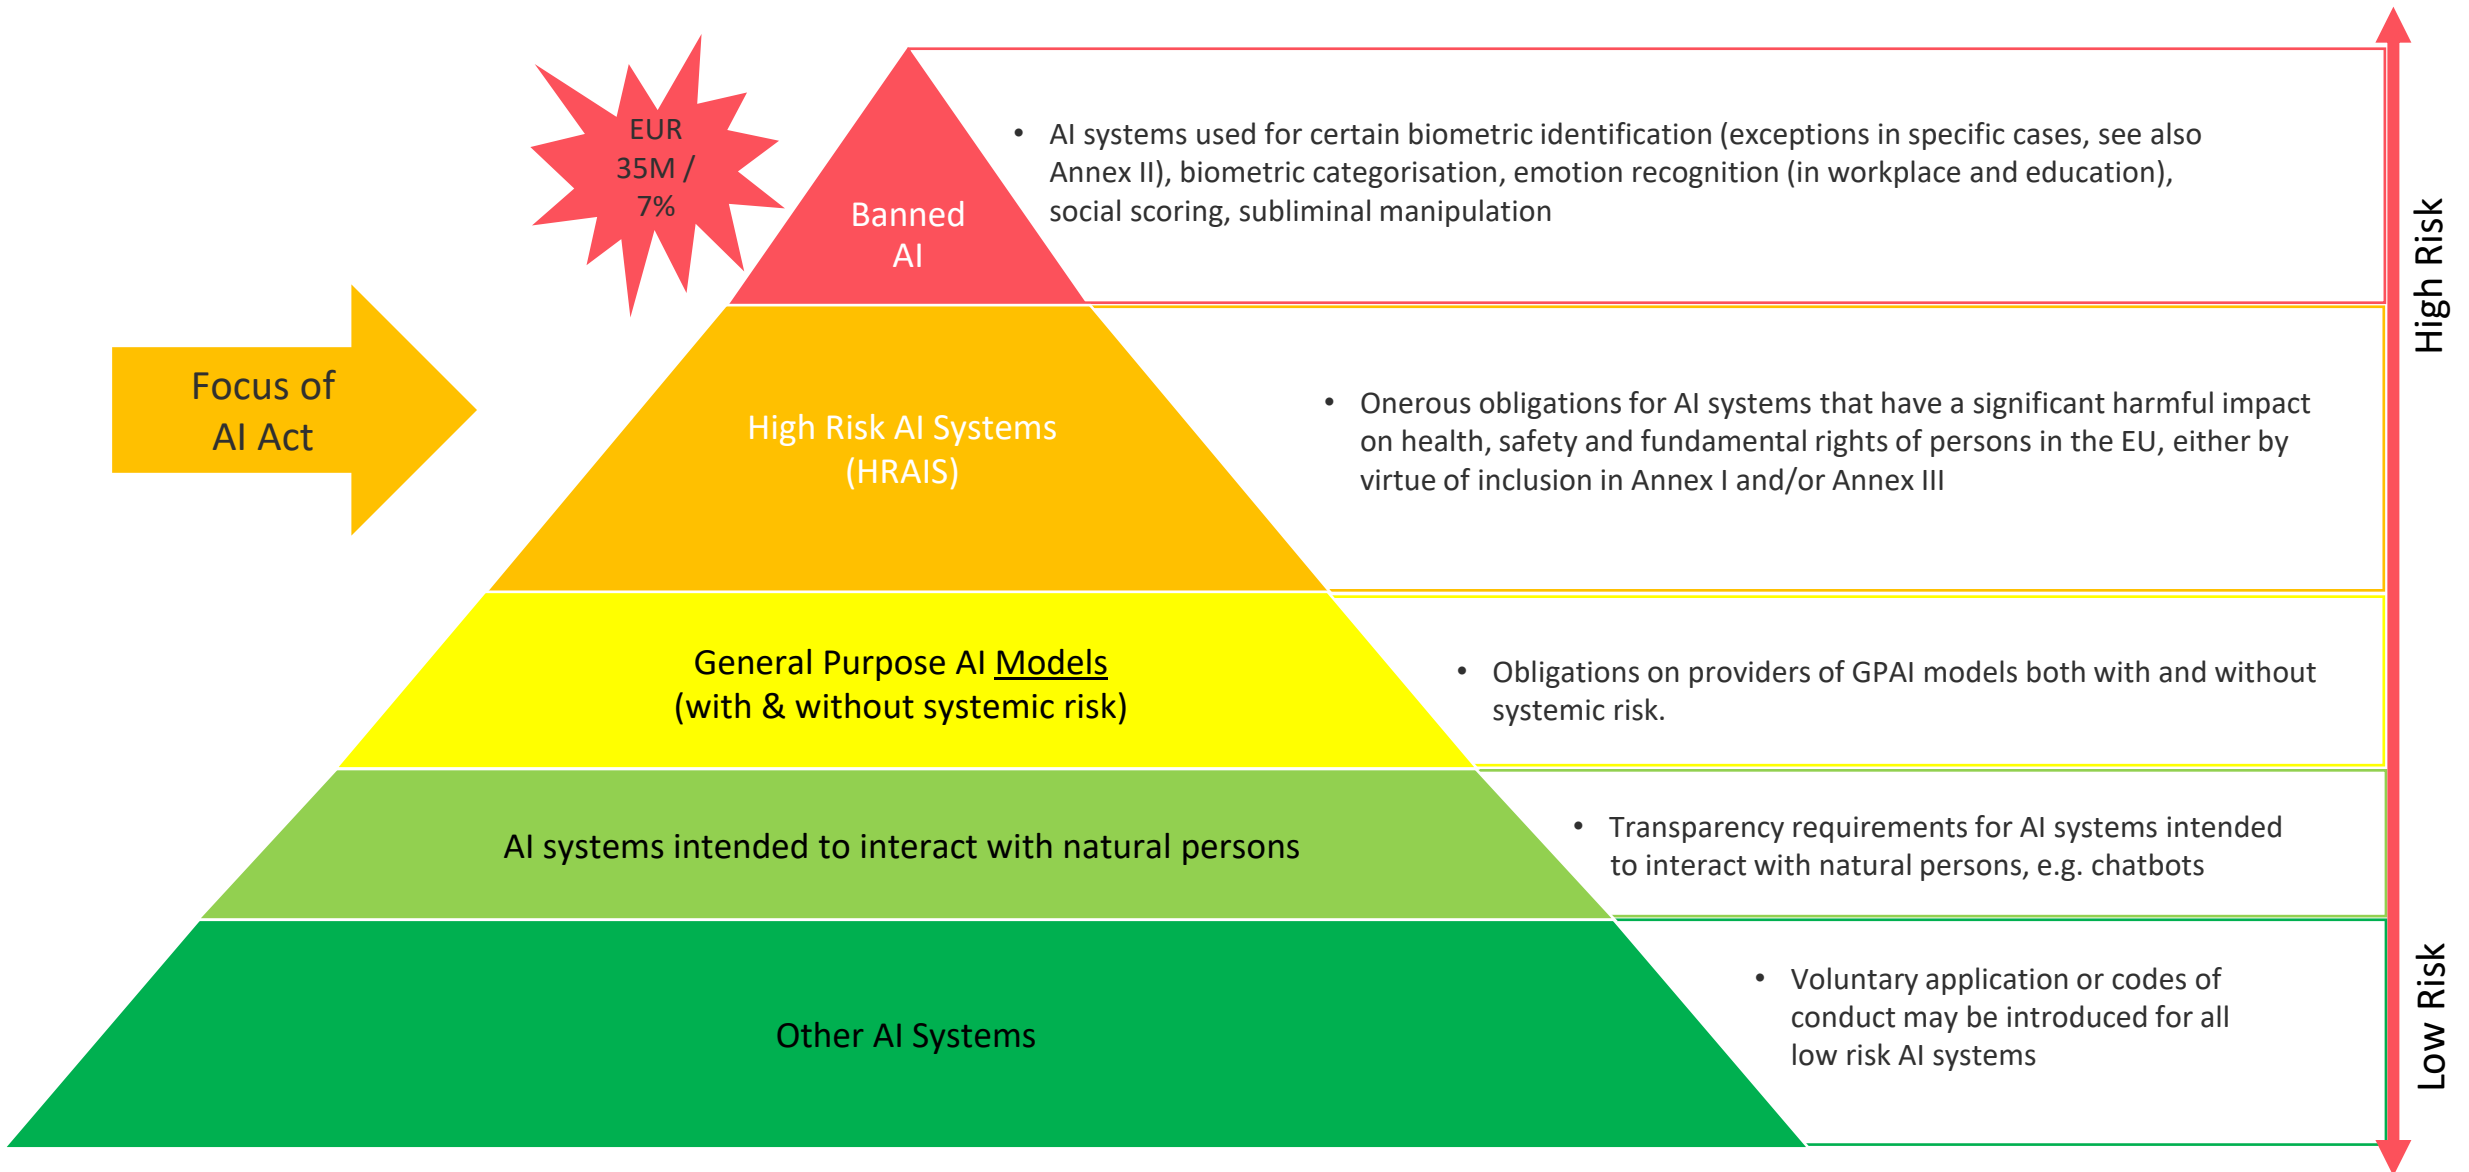 EUR
35M /
7%
Banned
AI
• AI systems used for certain biometric identification (exceptions in specific cases, see also
Annex II), biometric categorisation, emotion recognition (in workplace and education),
social scoring, subliminal manipulation
High Risk
Focus of
AI Act
High Risk AI Systems
(HRAIS)
• Onerous obligations for AI systems that have a significant harmful impact
on health, safety and fundamental rights of persons in the EU, either by
virtue of inclusion in Annex I and/or Annex III
General Purpose AI Models
(with & without systemic risk)
• Obligations on providers of GPAI models both with and without
systemic risk.
AI systems intended to interact with natural persons
• Transparency requirements for AI systems intended
to interact with natural persons, e.g. chatbots
Other AI Systems
• Voluntary application or codes of
conduct may be introduced for all
low risk AI systems
Low Risk